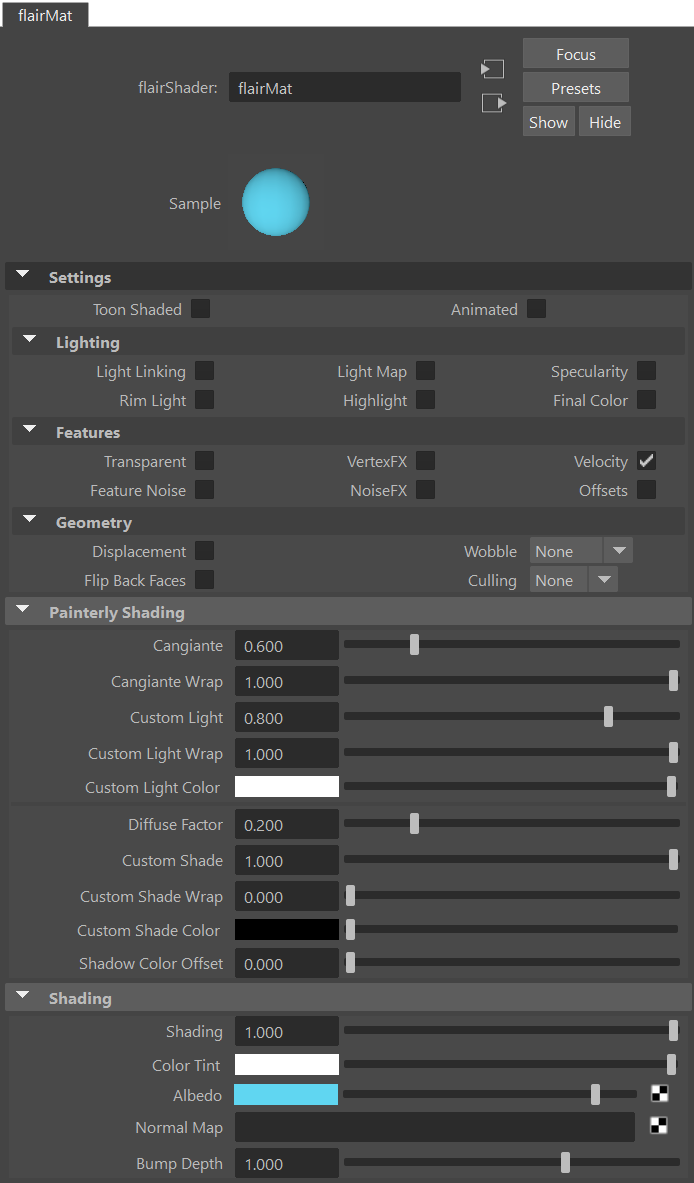 flairMat
Focus
flairShader: flairMat
Presets
Show Hide
Sample
Settings
Toon Shaded Animated
Lighting
Light Linking Light Map Specularity
Rim Light Highlight Final Color
Features
Transparent VertexFX Velocity
Feature Noise NoiseFX Offsets
Geometry
Displacement Wobble None
Flip Back Faces Culling None
Painterly Shading
Cangiante 0.600
Cangiante Wrap 1.000
Custom Light 0.800
Custom Light Wrap 1.000
Custom Light Color
Diffuse Factor 0.200
Custom Shade 1.000
Custom Shade Wrap 0.000
Custom Shade Color
Shadow Color Offset 0.000
Shading
Shading 1.000
Color Tint
Albedo
Normal Map
Bump Depth 1.000